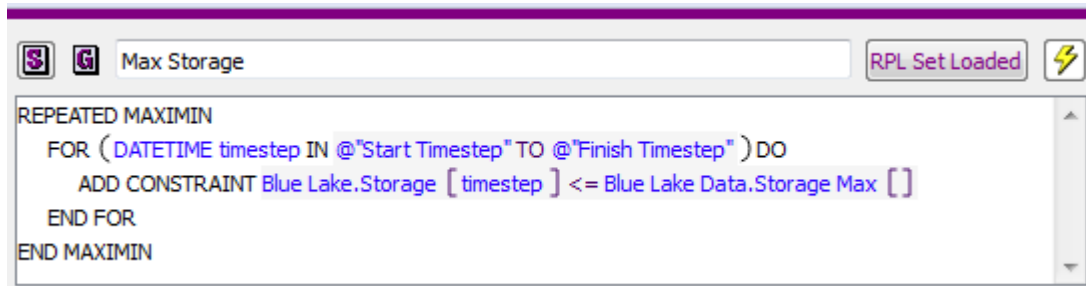 S G Max Storage RPL Set Loaded
REPEATED MAXIMIN
FOR ( DATETIME timestep IN @"Start Timestep" TO @"Finish Timestep" ) DO
ADD CONSTRAINT Blue Lake.Storage [ timestep ] <= Blue Lake Data.Storage Max [ ]
END FOR
END MAXIMIN